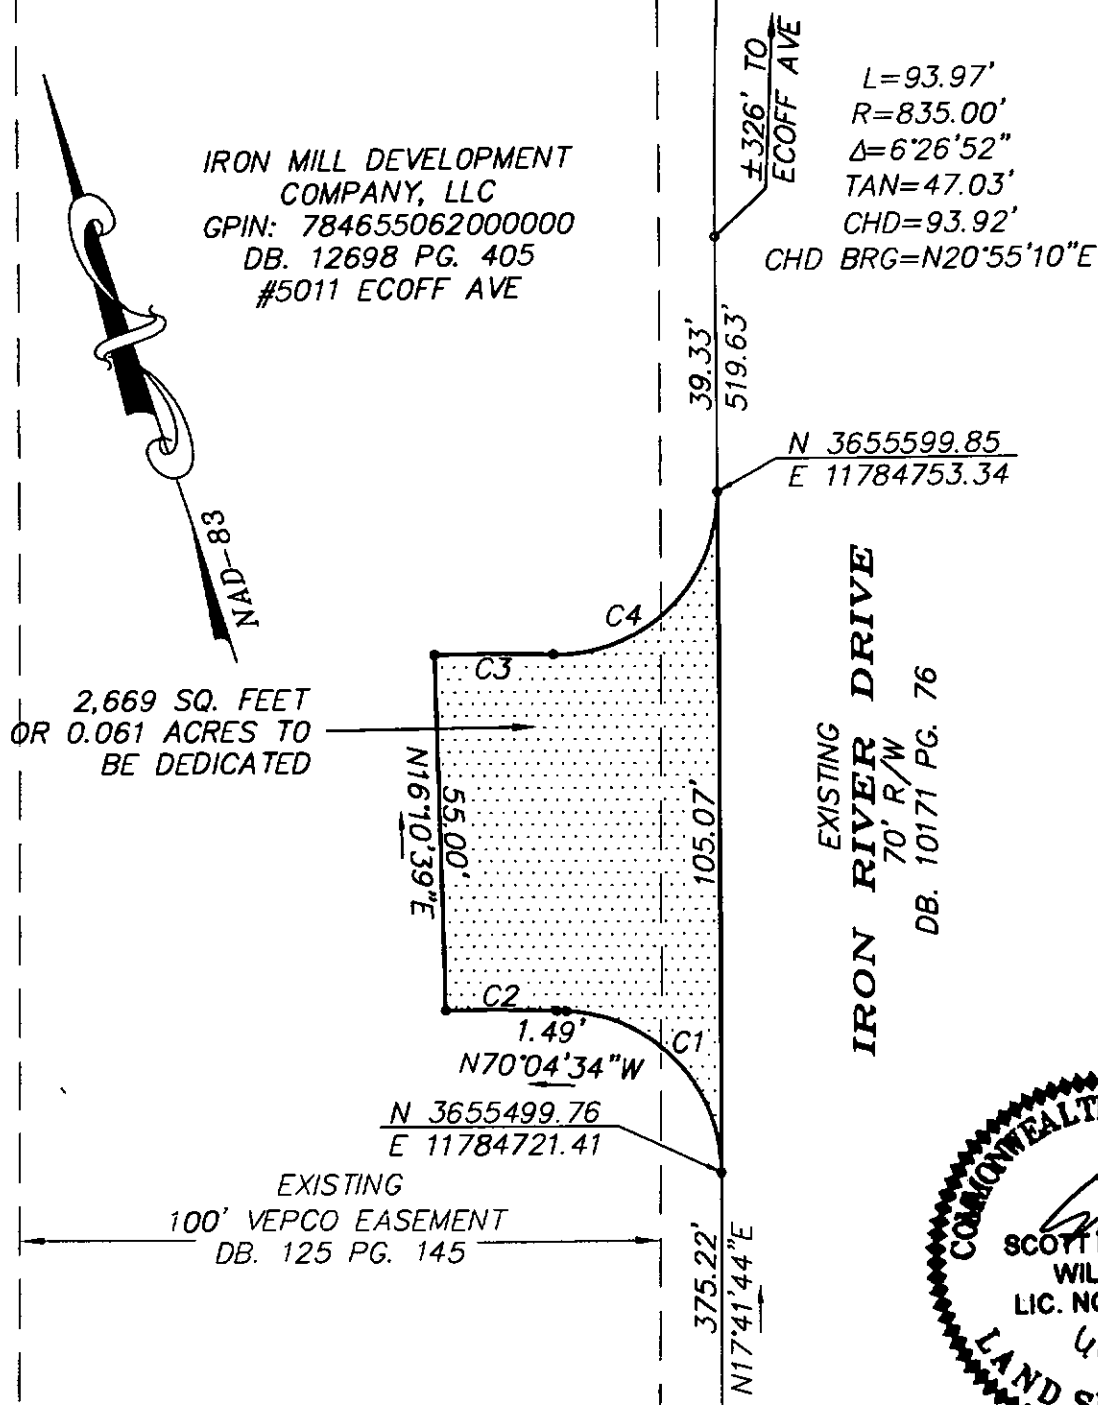 ±326' TO
ECOFF AVE
L=93.97'
R=835.00'
Δ=6°26'52"
TAN=47.03'
CHD=93.92'
CHD BRG=N20°55'10"E
IRON MILL DEVELOPMENT
COMPANY, LLC
GPIN: 784655062000000
DB. 12698 PG. 405
#5011 ECOFF AVE
NAD-83
39.33'
519.63'
N 3655599.85
E 11784753.34
C4
C3
2,669 SQ. FEET
OR 0.061 ACRES TO
BE DEDICATED
N16°10'39"E
55.00'
105.07'
EXISTING
IRON RIVER DRIVE
70' R/W
DB. 10171 PG. 76
C2
1.49'
N70°04'34"W
C1
N 3655499.76
E 11784721.41
EXISTING
100' VEPCO EASEMENT
DB. 125 PG. 145
375.22'
N17°41'44"E
SCOTT
WIL
LIC. NO
LAND